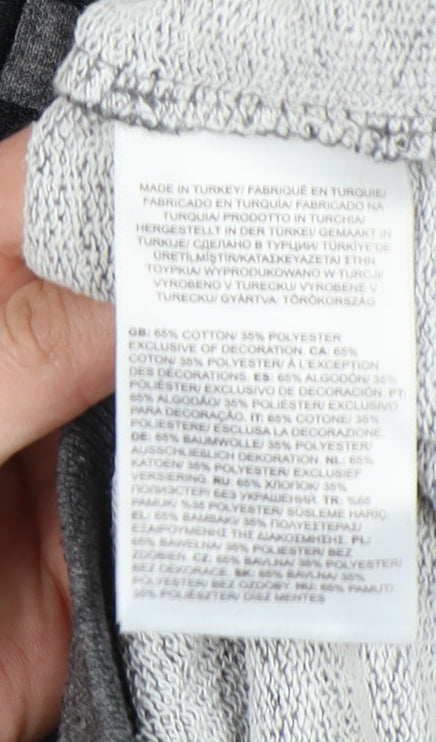 MADE IN TURKEY/ FABRIQUÉ EN TURQUIE/
FABRICADO EN TURQUÍA/ FABRICADO NA
TURQUIA/ PRODOTTO IN TURCHIA/
HERGESTELLT IN DER TÜRKEI/ GEMAAKT IN
TURKIJE/ СДЕЛАНО В ТУРЦИИ/ TÜRKİYE'DE
ÜRETİLMİŞTİR/ΚΑΤΑΣΚΕΥΑΖΕΤΑΙ ΣΤΗΝ
ΤΟΥΡΚΙΑ/ WYPRODUKOWANO W TURCJI/
VYROBENO V TURECKU/ VYROBENÉ V
TURECKU/ GYÁRTVA: TÖRÖKORSZÁG
GB: 65% COTTON/ 35% POLYESTER
EXCLUSIVE OF DECORATION. CA: 65%
COTON/ 35% POLYESTER/ À L'EXCEPTION
DES DÉCORATIONS. ES: 65% ALGODÓN/ 35%
POLIÉSTER/ EXCLUSIVO DE DECORACIÓN. PT:
65% ALGODÃO/ 35% POLIÉSTER/ EXCLUSIVO
PARA DECORAÇÃO. IT: 65% COTONE/ 35%
POLIESTERE/ ESCLUSA LA DECORAZIONE.
DE: 65% BAUMWOLLE/ 35% POLYESTER/
AUSSCHLIEßLICH DEKORATION. NL: 65%
KATOEN/ 35% POLYESTER/ EXCLUSIEF
VERSIERING. RU: 65% ХЛОПОК/ 35%
ПОЛИЭСТЕР/ БЕЗ УКРАШЕНИЙ. TR: %65
PAMUK/ %35 POLYESTER/ SÜSLEME HARİÇ.
EL: 65% ΒΑΜΒΑΚΙ/ 35% ΠΟΛΥΕΣΤΕΡΑΣ/
ΕΞΑΙΡΟΥΜΕΝΗΣ ΤΗΣ ΔΙΑΚΟΣΜΗΣΗΣ. PL:
65% BAWEŁNA/ 35% POLIESTER/ BEZ
ZDOBIEŃ. CZ: 65% BAVLNA/ 35% POLYESTER/
BEZ DEKORACE. SK: 65% BAVLNA/ 35%
POLYESTER/ BEZ OZDOBY. HU: 65% PAMUT/
35% POLIÉSZTER/ DÍSZ MENTES